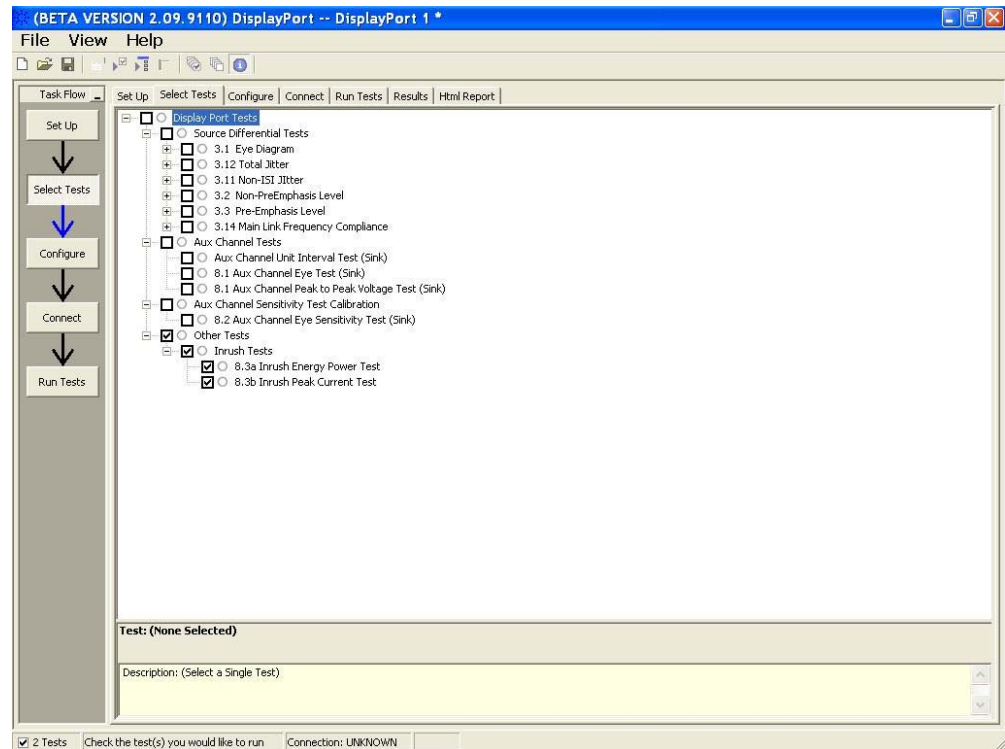 (BETA VERSION 2.09.9110) DisplayPort -- DisplayPort 1 *
File View Help
Task Flow
Set Up Select Tests Configure Connect Run Tests Results Html Report
Set Up
Select Tests
Configure
Connect
Run Tests
Display Port Tests
Source Differential Tests
3.1 Eye Diagram
3.12 Total Jitter
3.11 Non-ISI JItter
3.2 Non-PreEmphasis Level
3.3 Pre-Emphasis Level
3.14 Main Link Frequency Compliance
Aux Channel Tests
Aux Channel Unit Interval Test (Sink)
8.1 Aux Channel Eye Test (Sink)
8.1 Aux Channel Peak to Peak Voltage Test (Sink)
Aux Channel Sensitivity Test Calibration
8.2 Aux Channel Eye Sensitivity Test (Sink)
Other Tests
Inrush Tests
8.3a Inrush Energy Power Test
8.3b Inrush Peak Current Test
Test: (None Selected)
Description: (Select a Single Test)
2 Tests Check the test(s) you would like to run Connection: UNKNOWN